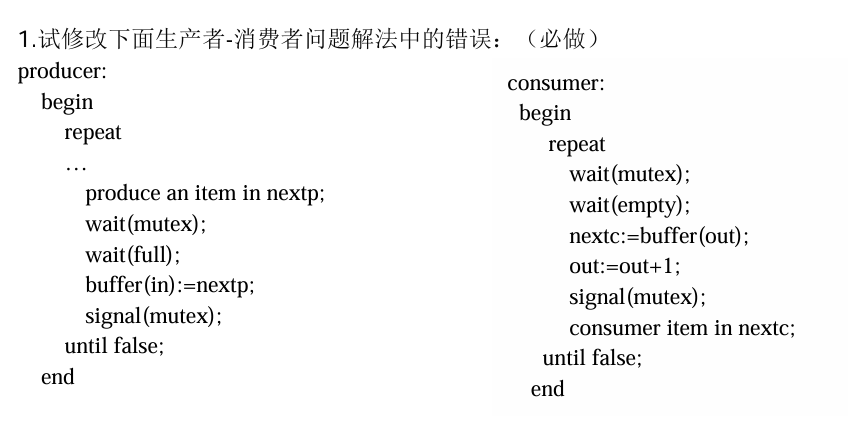 1.试修改下面生产者-消费者问题解法中的错误：（必做）
producer:
begin
repeat
…
produce an item in nextp;
wait(mutex);
wait(full);
buffer(in):=nextp;
signal(mutex);
until false;
end
consumer:
begin
repeat
wait(mutex);
wait(empty);
nextc:=buffer(out);
out:=out+1;
signal(mutex);
consumer item in nextc;
until false;
end